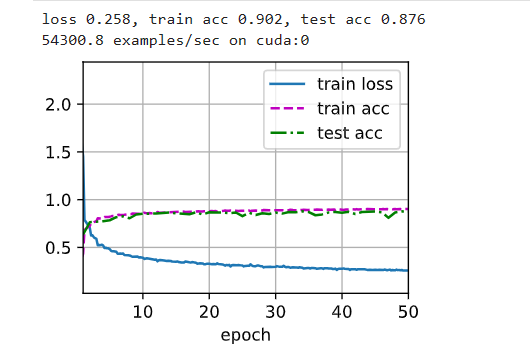 loss 0.258, train acc 0.902, test acc 0.876
54300.8 examples/sec on cuda:0
train loss
train acc
test acc
2.0
1.5
1.0
0.5
10 20 30 40 50
epoch